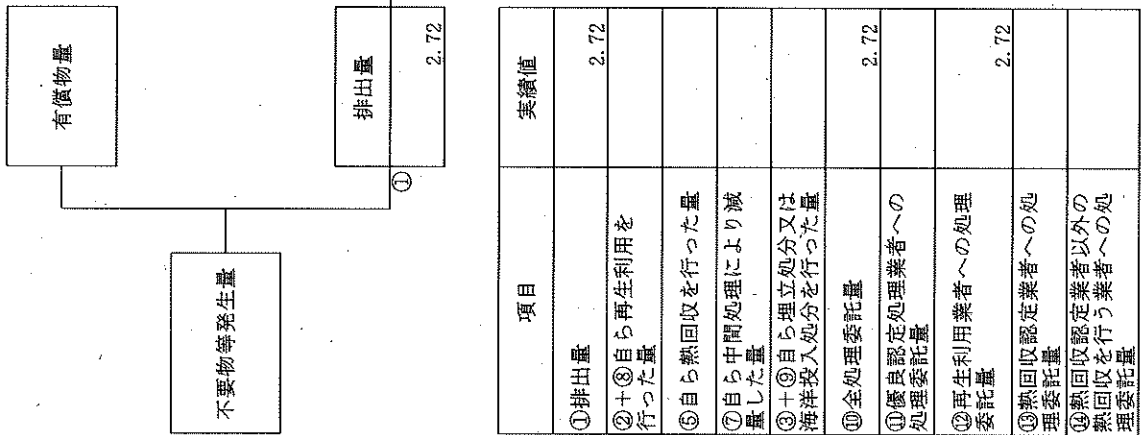 有償物量
不要物等発生量
①
排出量
2.72
項目
実績値
①排出量
2.72
②+⑧自ら再生利用を
行った量
⑤自ら熱回収を行った量
⑦自ら中間処理により減
量した量
③+⑨自ら埋立処分又は
海洋投入処分を行った量
⑩全処理委託量
2.72
⑪優良認定処理業者への
処理委託量
⑫再生利用業者への処理
委託量
2.72
⑬熱回収認定業者への処
理委託量
⑭熱回収認定業者以外の
熱回収を行う業者への処
理委託量